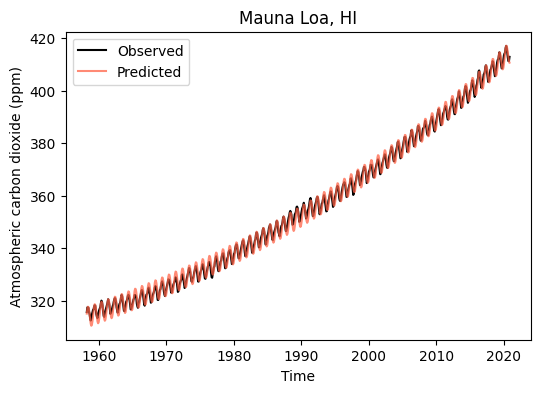 Mauna Loa, HI
Observed
Predicted
Atmospheric carbon dioxide (ppm)
420
400
380
360
340
320
1960
1970
1980
1990
2000
2010
2020
Time